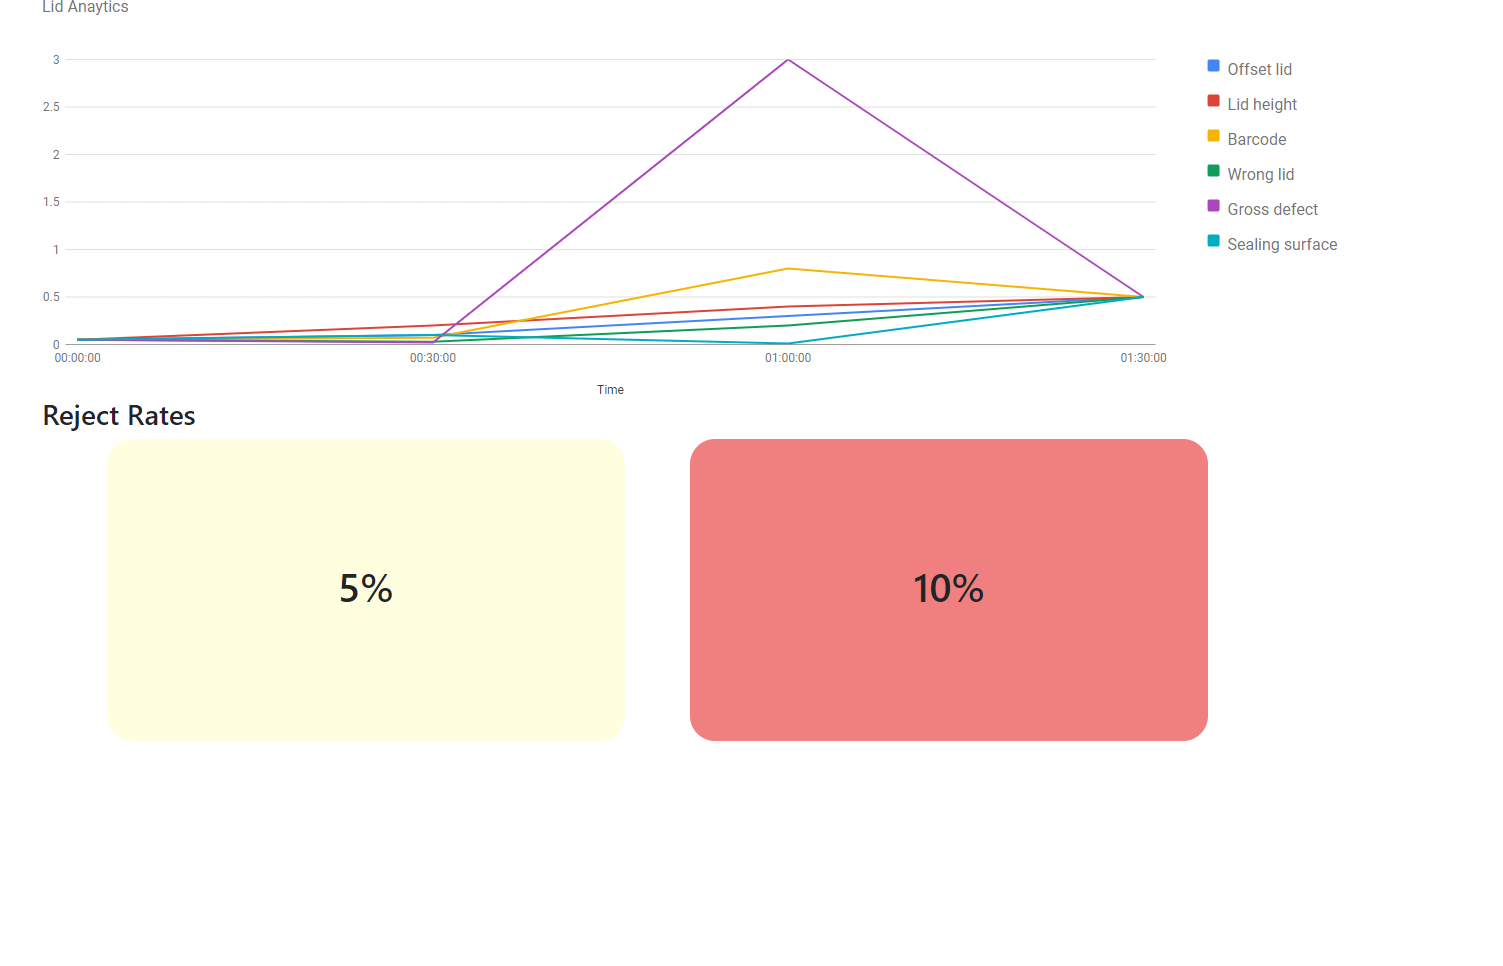 Lid Anaytics
3
2.5
2
1.5
1
0.5
0
00:00:00 00:30:00 01:00:00 01:30:00
Time
Offset lid
Lid height
Barcode
Wrong lid
Gross defect
Sealing surface
Reject Rates
5% 10%